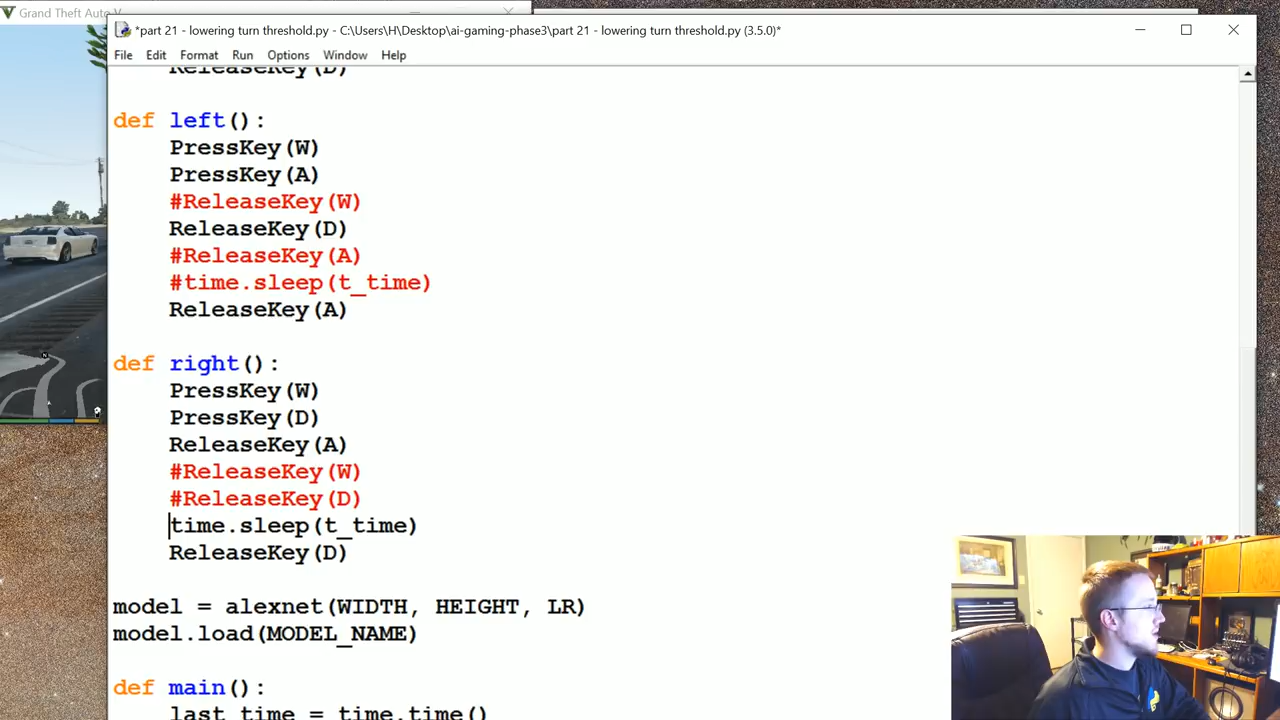 Grand Theft Auto V
*part 21 - lowering turn threshold.py - C:\Users\H\Desktop\ai-gaming-phase3\part 21 - lowering turn threshold.py (3.5.0)*
File Edit Format Run Options Window Help
ReleaseKey(D)
def left():
PressKey(W)
PressKey(A)
#ReleaseKey(W)
ReleaseKey(D)
#ReleaseKey(A)
#time.sleep(t_time)
ReleaseKey(A)
def right():
PressKey(W)
PressKey(D)
ReleaseKey(A)
#ReleaseKey(W)
#ReleaseKey(D)
time.sleep(t_time)
ReleaseKey(D)
model = alexnet(WIDTH, HEIGHT, LR)
model.load(MODEL_NAME)
def main():
last_time = time.time()